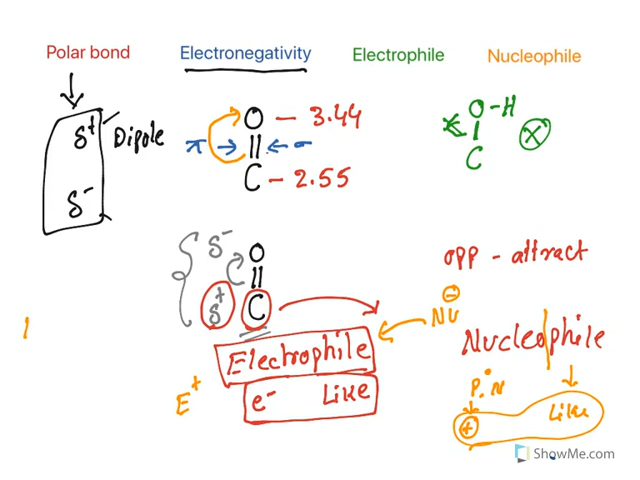 Polar bond Electronegativity Electrophile Nucleophile
δ+ Dipole
δ-
O - 3.44
π → || ← σ
C - 2.55
O-H
C
X
δ- O
||
δ+ C
opp - attract
Nu -
Electrophile
E+
e- Like
Nucleophile
P.N
+ Like
ShowMe.com